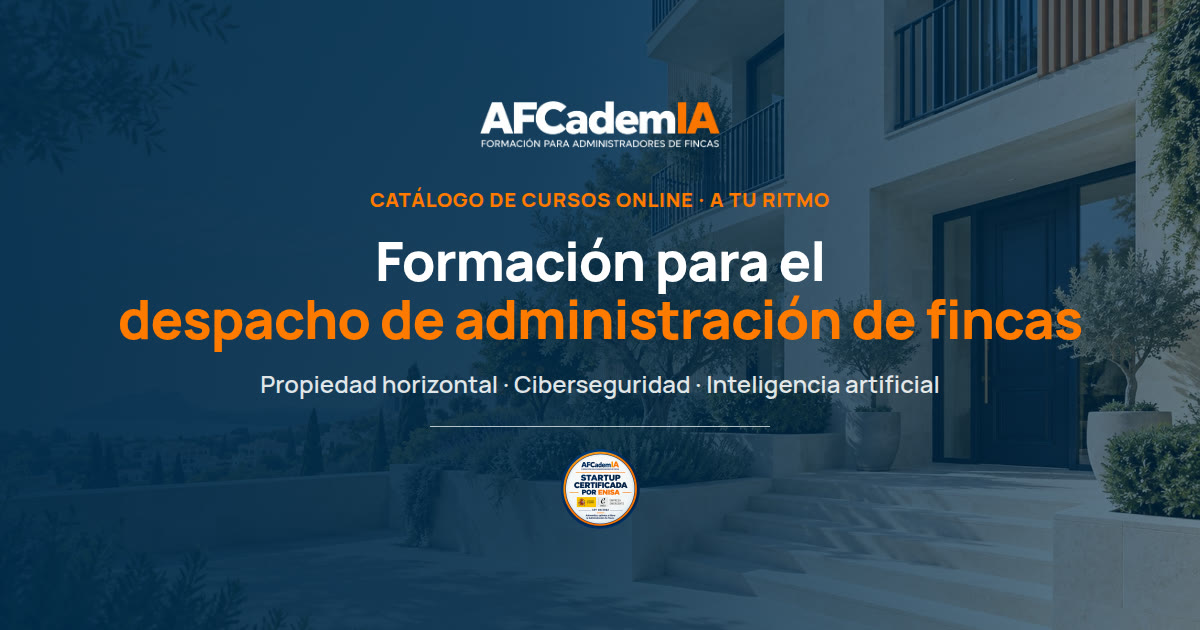 AFCademIA
FORMACIÓN PARA ADMINISTRADORES DE FINCAS
CATÁLOGO DE CURSOS ONLINE · A TU RITMO
Formación para el
despacho de administración de fincas
Propiedad horizontal · Ciberseguridad · Inteligencia artificial
AFCademIA
STARTUP
CERTIFICADA
POR ENISA